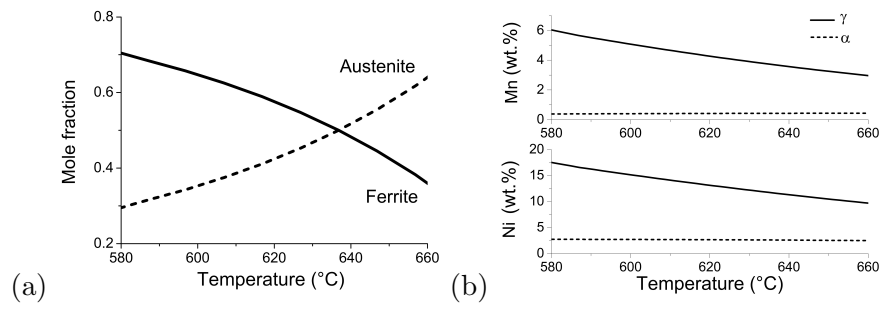 0.8
0.6
0.4
0.2
Mole fraction
Austenite
Ferrite
580 600 620 640 660
Temperature (°C)
(a)
γ
α
6
4
2
0
Mn (wt.%)
580 600 620 640 660
20
15
10
5
0
Ni (wt.%)
580 600 620 640 660
Temperature (°C)
(b)